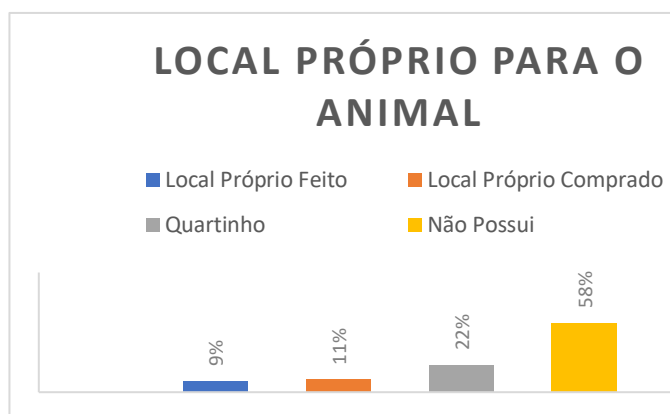 LOCAL PRÓPRIO PARA O
ANIMAL
Local Próprio Feito
Local Próprio Comprado
Quartinho
Não Possui
9%
11%
22%
58%